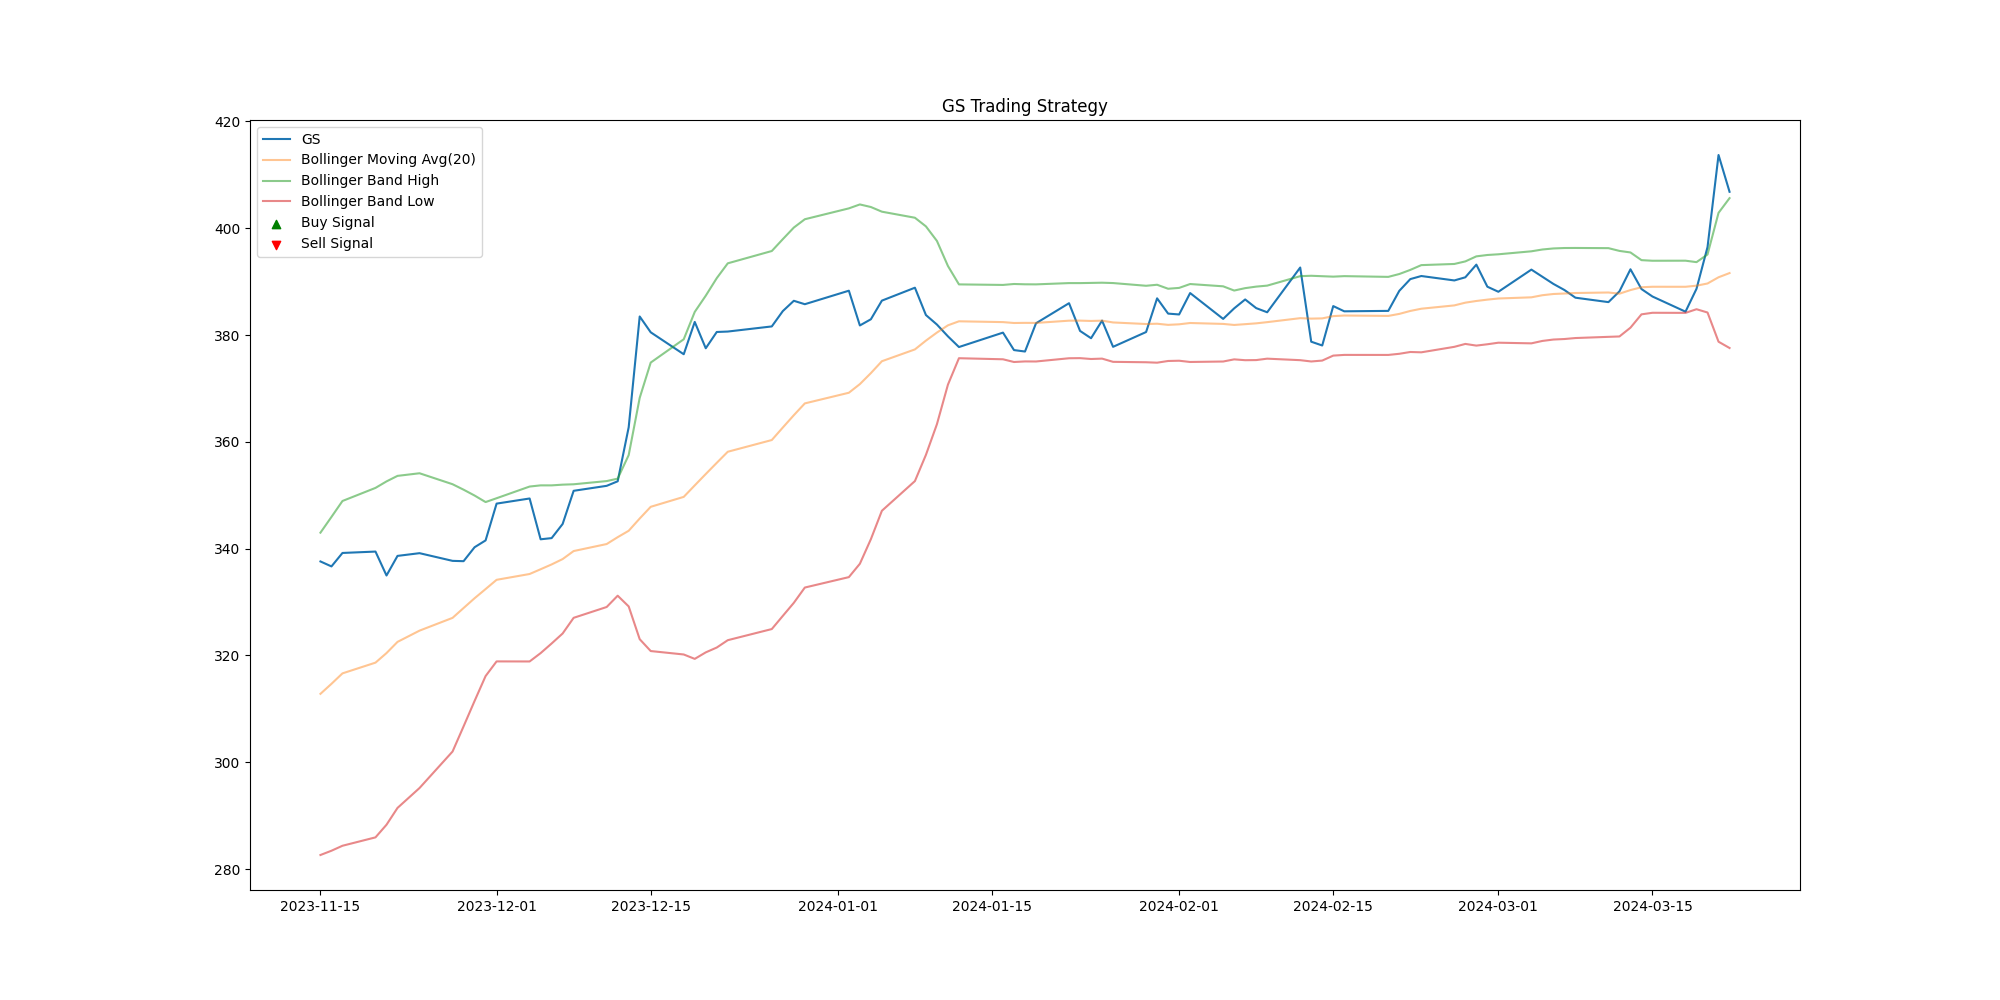 GS Trading Strategy
420
400
380
360
340
320
300
280
GS
Bollinger Moving Avg(20)
Bollinger Band High
Bollinger Band Low
Buy Signal
Sell Signal
2023-11-15
2023-12-01
2023-12-15
2024-01-01
2024-01-15
2024-02-01
2024-02-15
2024-03-01
2024-03-15